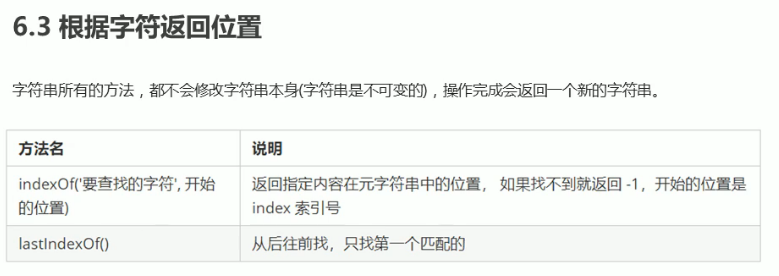 6.3 根据字符返回位置
字符串所有的方法，都不会修改字符串本身(字符串是不可变的)，操作完成会返回一个新的字符串。
方法名 说明
indexOf('要查找的字符', 开始
的位置)
返回指定内容在元字符串中的位置， 如果找不到就返回 -1，开始的位置是
index 索引号
lastIndexOf() 从后往前找，只找第一个匹配的